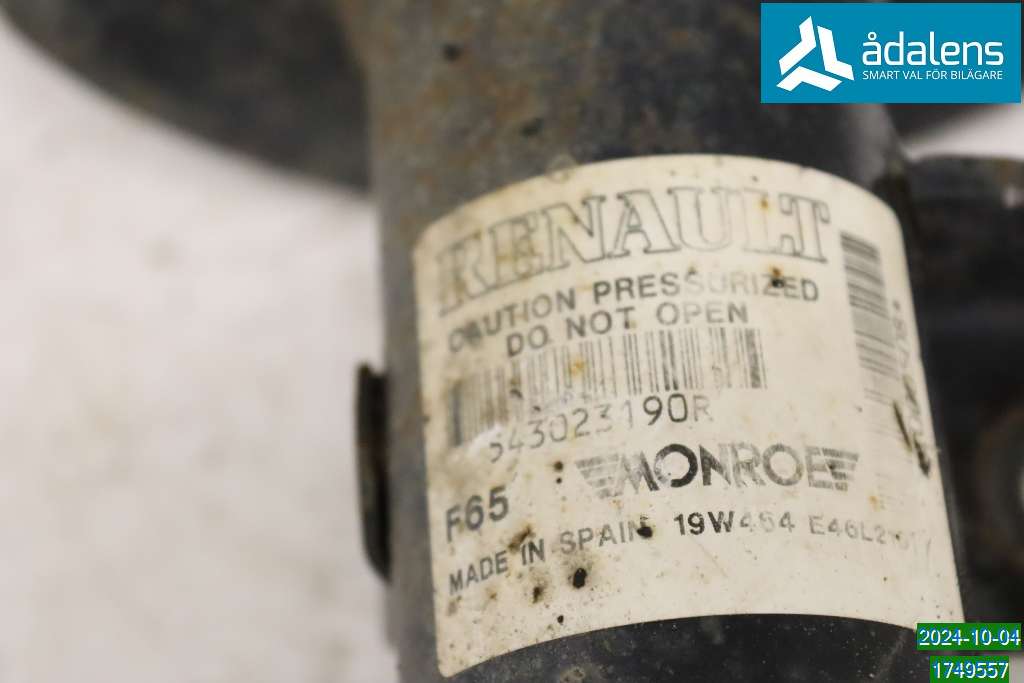 ådalens
SMART VAL FÖR BILÄGARE
RENAULT
CAUTION PRESSURIZED
DO NOT OPEN
543023190R
MONROE
F65
MADE IN SPAIN 19W464
2024-10-04
1749557